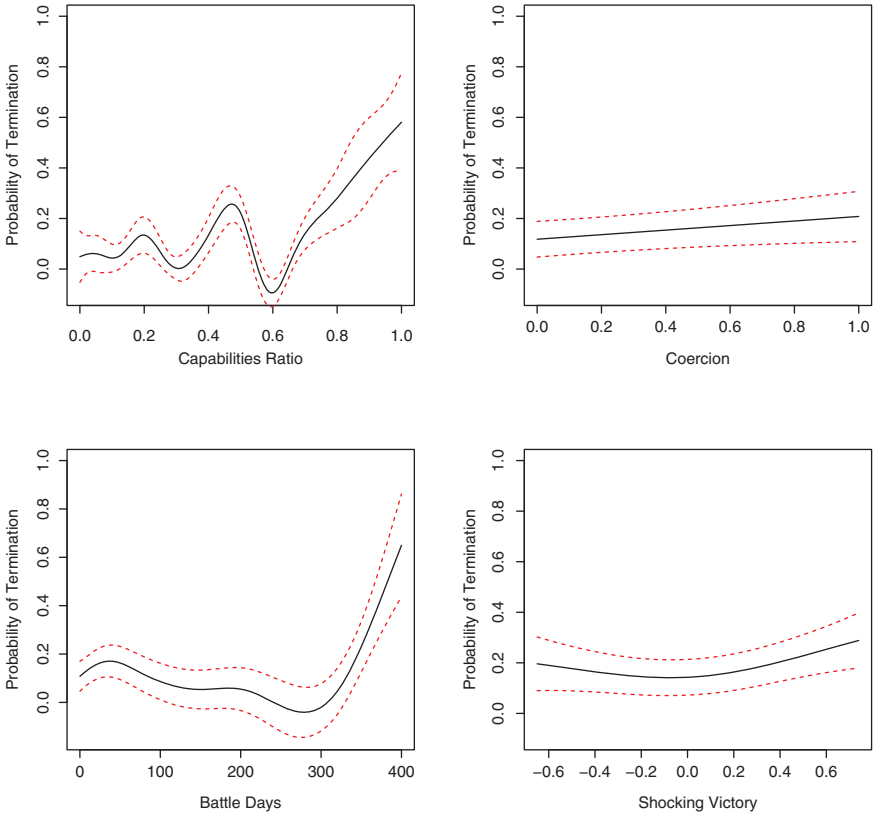 Probability of Termination
1.0
0.8
0.6
0.4
0.2
0.0
0.0 0.2 0.4 0.6 0.8 1.0
Capabilities Ratio
Probability of Termination
1.0
0.8
0.6
0.4
0.2
0.0
0.0 0.2 0.4 0.6 0.8 1.0
Coercion
Probability of Termination
1.0
0.8
0.6
0.4
0.2
0.0
0 100 200 300 400
Battle Days
Probability of Termination
1.0
0.8
0.6
0.4
0.2
0.0
−0.6 −0.4 −0.2 0.0 0.2 0.4 0.6
Shocking Victory